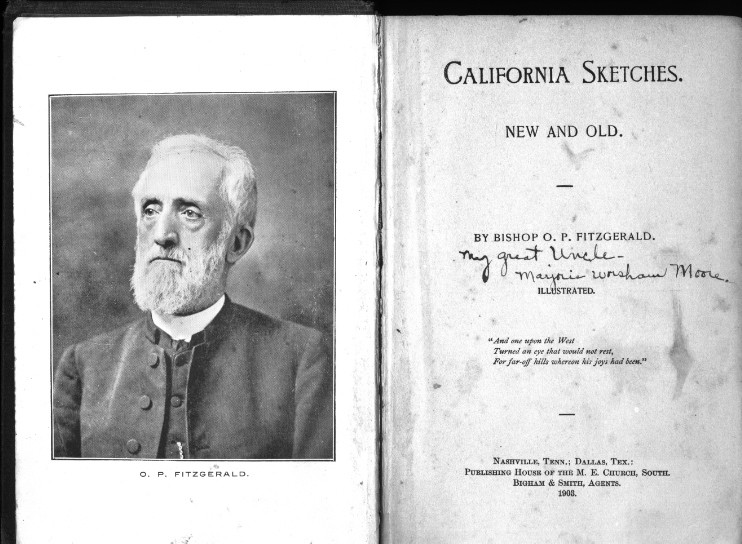 O. P. FITZGERALD.
CALIFORNIA SKETCHES.
NEW AND OLD.
BY BISHOP O. P. FITZGERALD.
My great Uncle-
Marjorie Worsham Moore.
ILLUSTRATED.
"And one upon the West
Turned an eye that would not rest,
For far-off hills whereon his joys had been."
NASHVILLE, TENN.; DALLAS, TEX.:
PUBLISHING HOUSE OF THE M. E. CHURCH, SOUTH.
BIGHAM & SMITH, AGENTS.
1903.